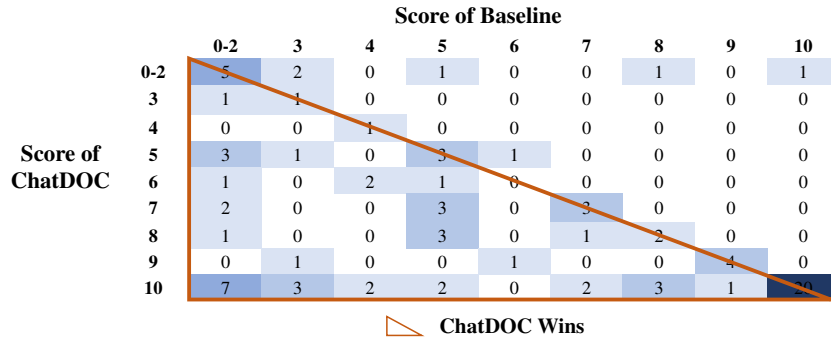 Score of Baseline
0-2 3 4 5 6 7 8 9 10
0-2 5 2 0 1 0 0 1 0 1
3 1 1 0 0 0 0 0 0 0
4 0 0 1 0 0 0 0 0 0
Score of
ChatDOC
5 3 1 0 3 1 0 0 0 0
6 1 0 2 1 0 0 0 0 0
7 2 0 0 3 0 3 0 0 0
8 1 0 0 3 0 1 2 0 0
9 0 1 0 0 1 0 0 4 0
10 7 3 2 2 0 2 3 1
ChatDOC Wins